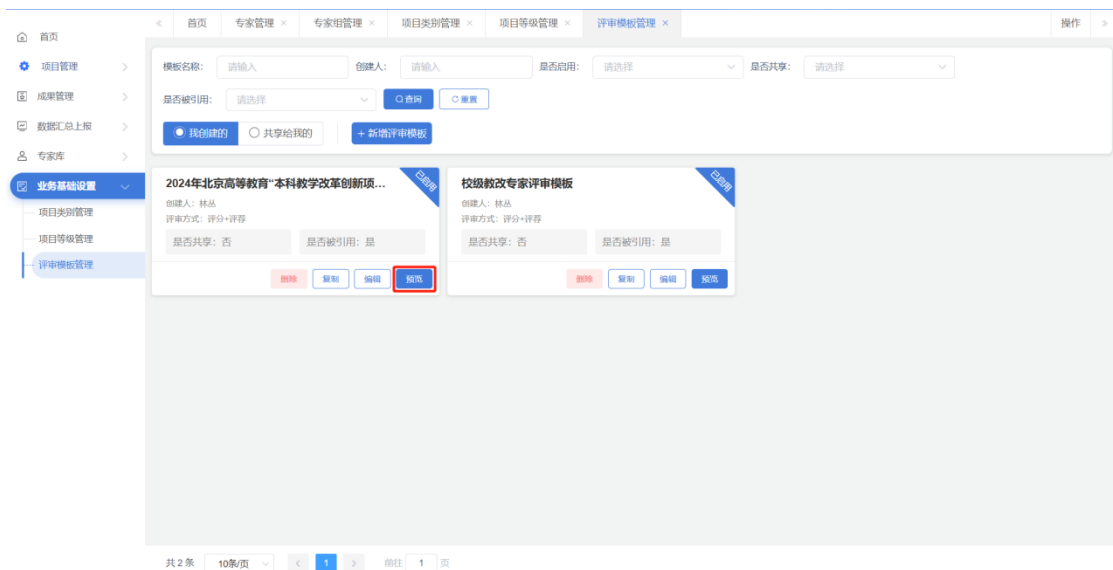 首页 专家管理 × 专家组管理 × 项目类别管理 × 项目等级管理 × 评审模板管理 × 操作
首页
项目管理
成果管理
数据汇总上报
专家库
业务基础设置
项目类别管理
项目等级管理
评审模板管理
模板名称: 请输入 创建人: 请输入 是否启用: 请选择 是否共享: 请选择
是否被引用: 请选择 查询 重置
我创建的 共享给我的 + 新增评审模板
2024年北京高等教育“本科教学改革创新项... 已启用
创建人: 林丛
评审方式: 评分+评荐
是否共享: 否 是否被引用: 是
删除 复制 编辑 预览
校级教改专家评审模板 已启用
创建人: 林丛
评审方式: 评分+评荐
是否共享: 否 是否被引用: 是
删除 复制 编辑 预览
共 2 条 10条/页 < 1 > 前往 1 页